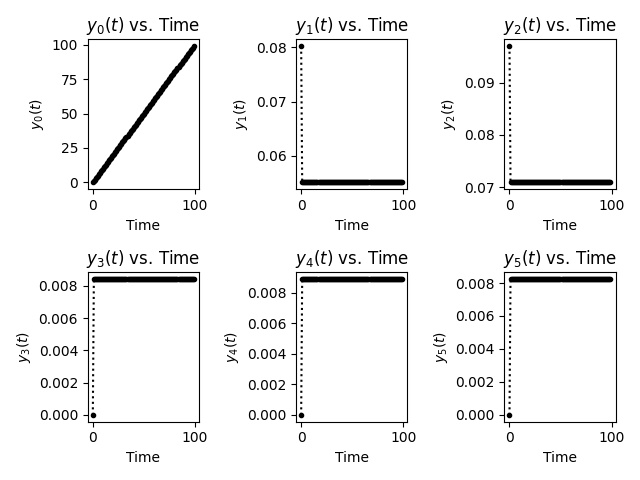 y₀(t) vs. Time
y₀(t)
100
75
50
25
0
0 100
Time
y₁(t) vs. Time
y₁(t)
0.08
0.07
0.06
0 100
Time
y₂(t) vs. Time
y₂(t)
0.09
0.08
0.07
0 100
Time
y₃(t) vs. Time
y₃(t)
0.008
0.006
0.004
0.002
0.000
0 100
Time
y₄(t) vs. Time
y₄(t)
0.008
0.006
0.004
0.002
0.000
0 100
Time
y₅(t) vs. Time
y₅(t)
0.008
0.006
0.004
0.002
0.000
0 100
Time